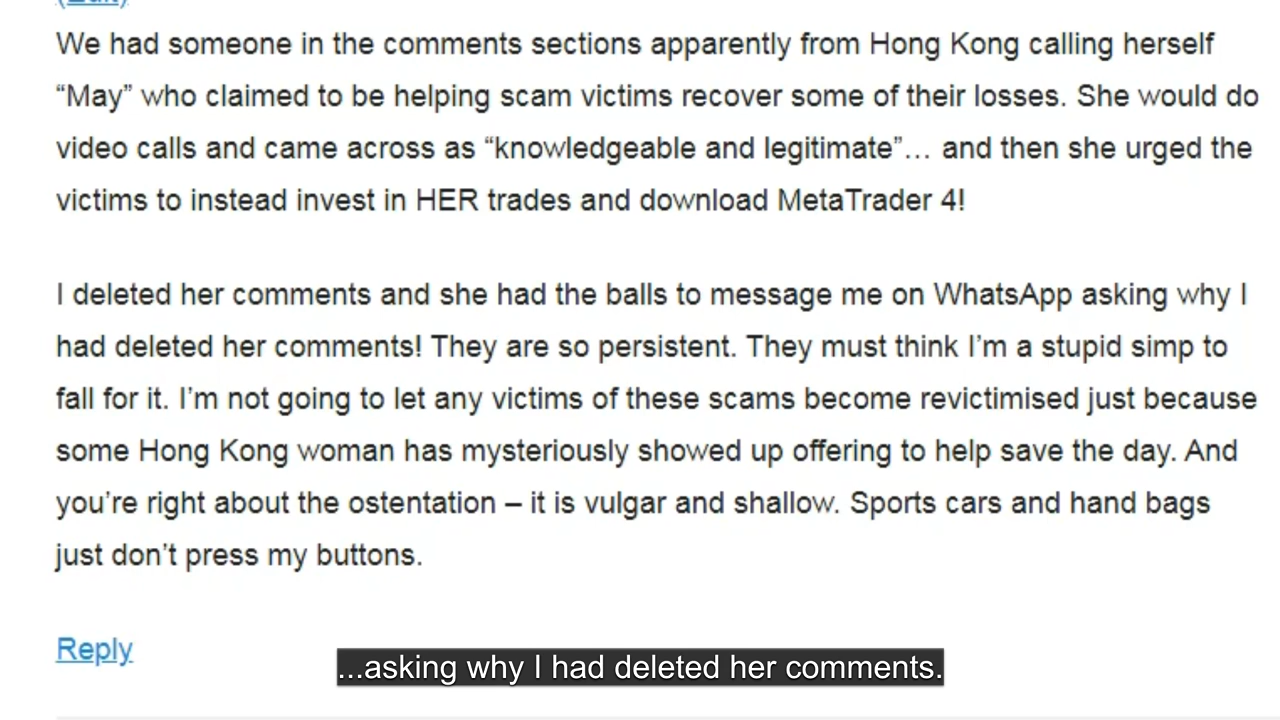 (Edit)
We had someone in the comments sections apparently from Hong Kong calling herself
“May” who claimed to be helping scam victims recover some of their losses. She would do
video calls and came across as “knowledgeable and legitimate”… and then she urged the
victims to instead invest in HER trades and download MetaTrader 4!
I deleted her comments and she had the balls to message me on WhatsApp asking why I
had deleted her comments! They are so persistent. They must think I’m a stupid simp to
fall for it. I’m not going to let any victims of these scams become revictimised just because
some Hong Kong woman has mysteriously showed up offering to help save the day. And
you’re right about the ostentation – it is vulgar and shallow. Sports cars and hand bags
just don’t press my buttons.
Reply
...asking why I had deleted her comments.